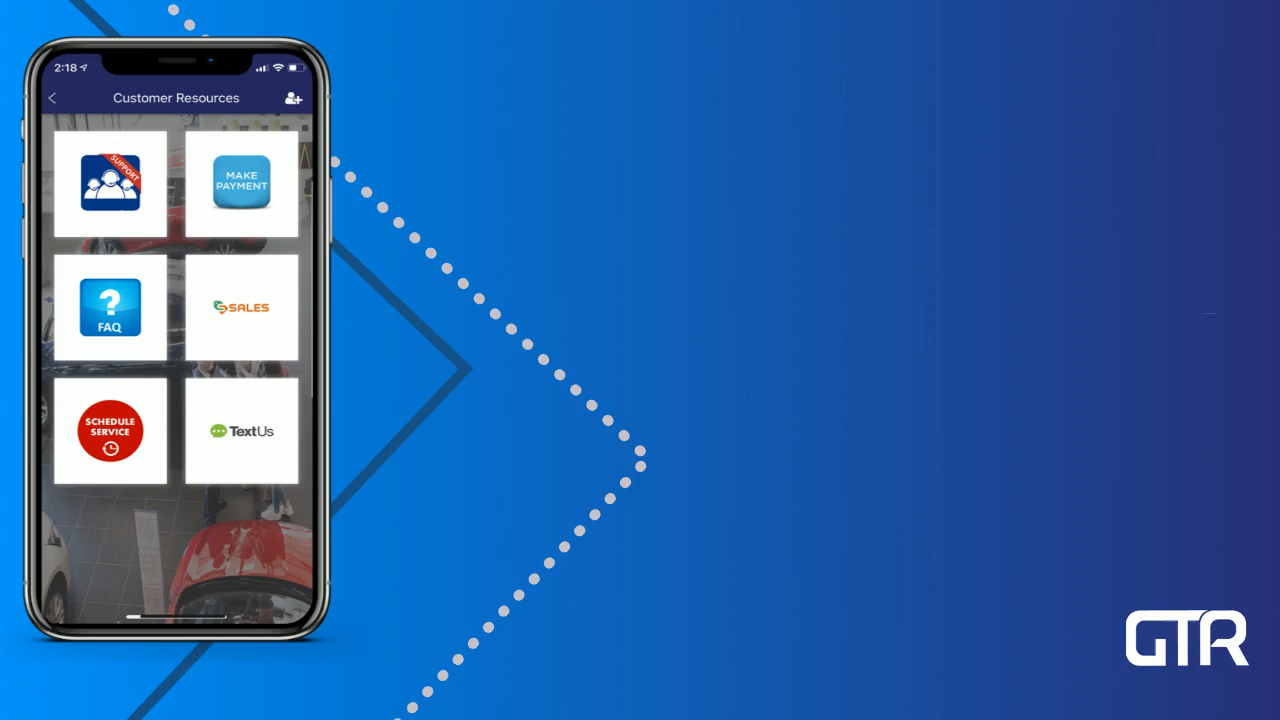 2:18
Customer Resources
SUPPORT
MAKE
PAYMENT
?
FAQ
SALES
SCHEDULE
SERVICE
TextUs
GTR